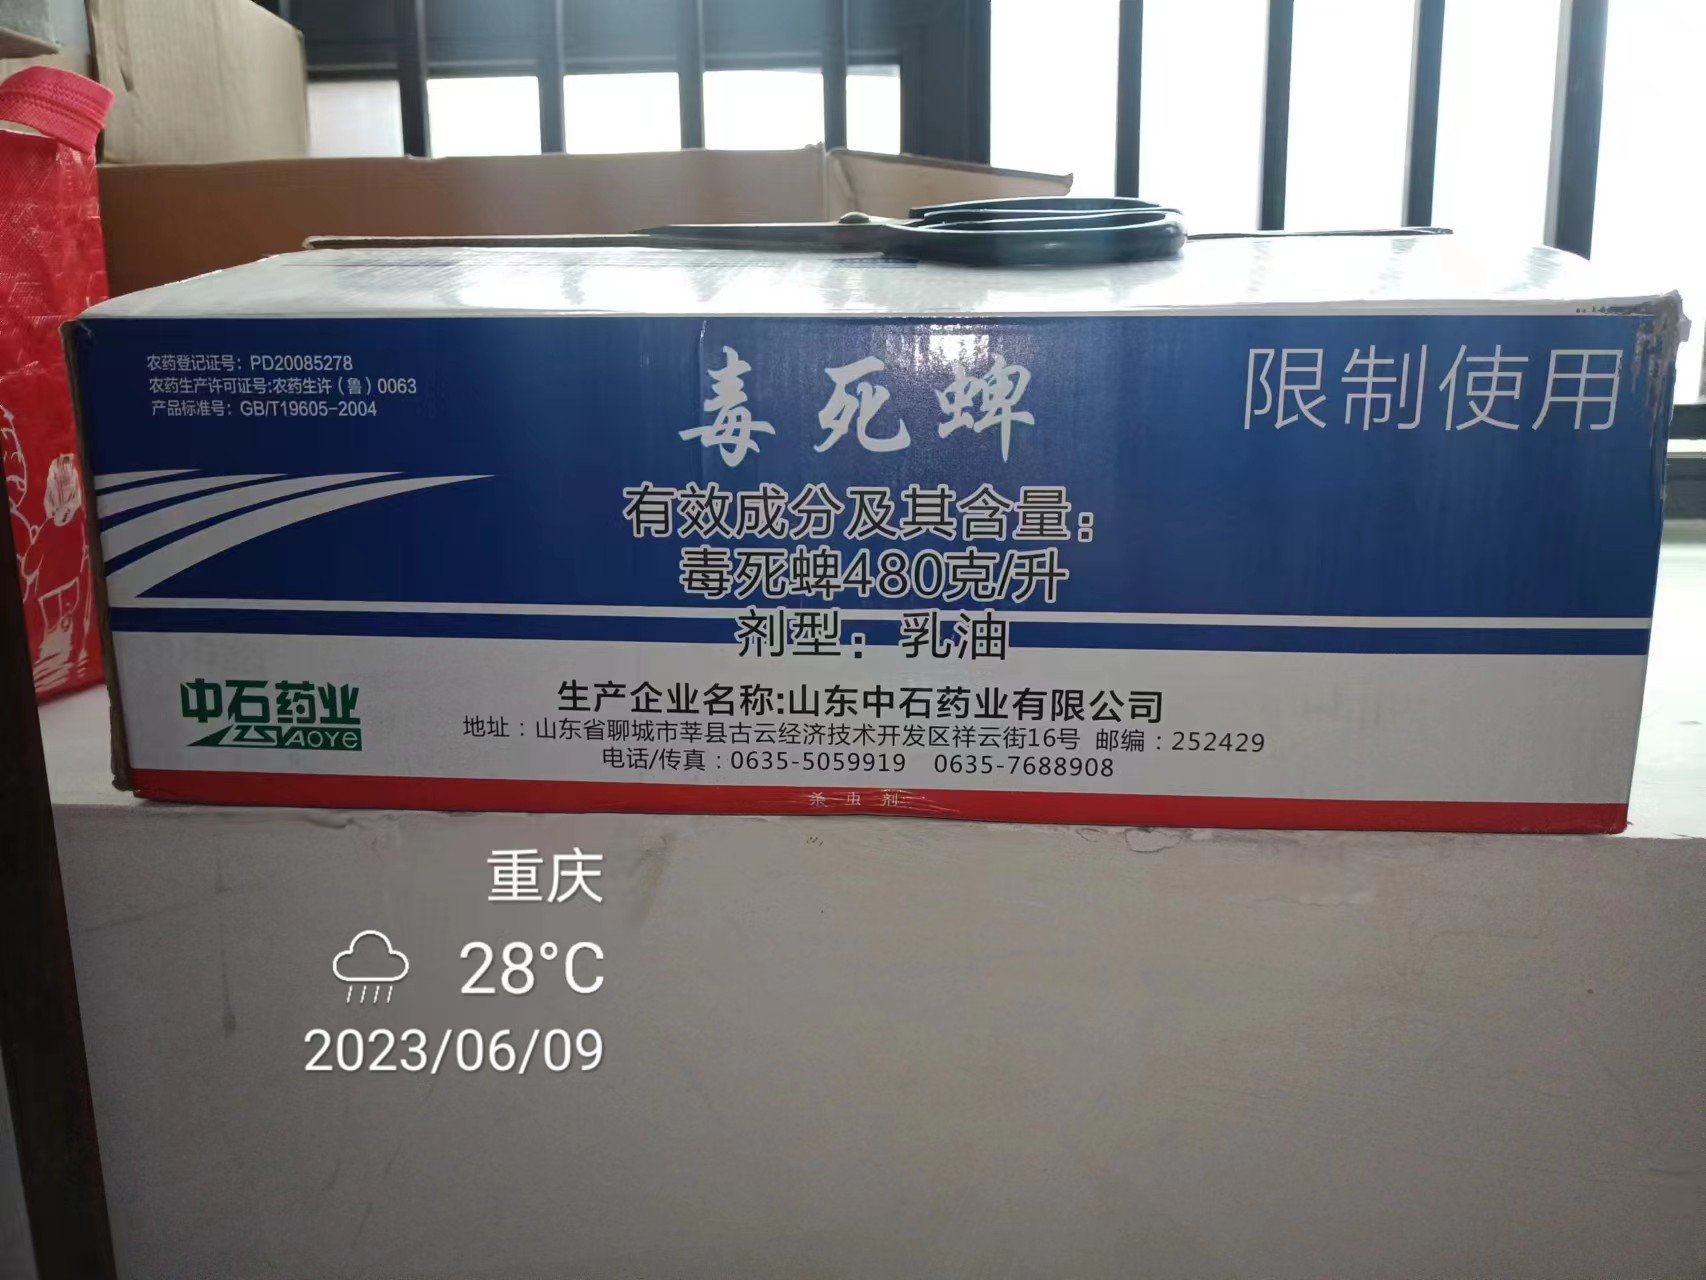 农药登记证号：PD20085278
农药生产许可证号:农药生许（鲁）0063
产品标准号：GB/T19605-2004
毒死蜱
限制使用
有效成分及其含量：
毒死蜱480克/升
剂型：乳油
中石药业
YAOYE
生产企业名称:山东中石药业有限公司
地址：山东省聊城市莘县古云经济技术开发区祥云街16号 邮编：252429
电话/传真：0635-5059919 0635-7688908
杀虫剂
重庆
28°C
2023/06/09